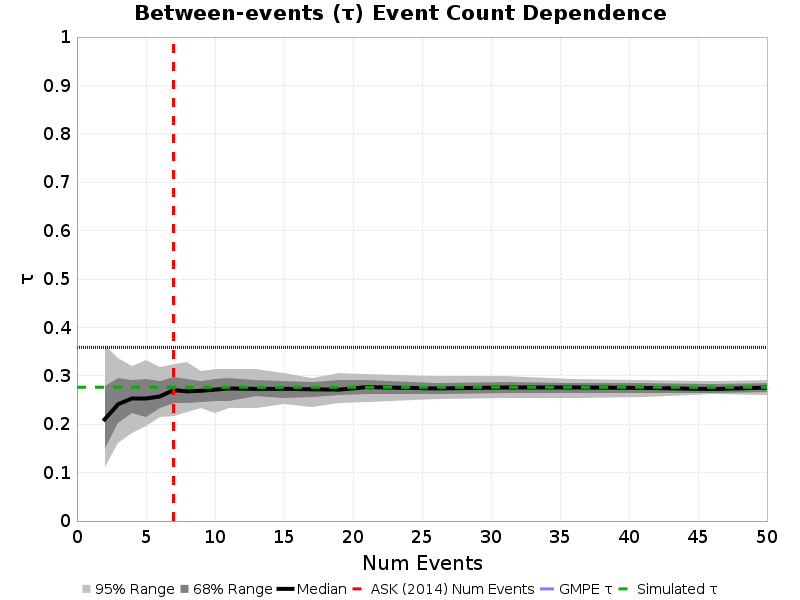 Between-events (τ) Event Count Dependence
1
0.9
0.8
0.7
0.6
τ
0.5
0.4
0.3
0.2
0.1
0
0 5 10 15 20 25 30 35 40 45 50
Num Events
95% Range 68% Range Median ASK (2014) Num Events GMPE τ Simulated τ